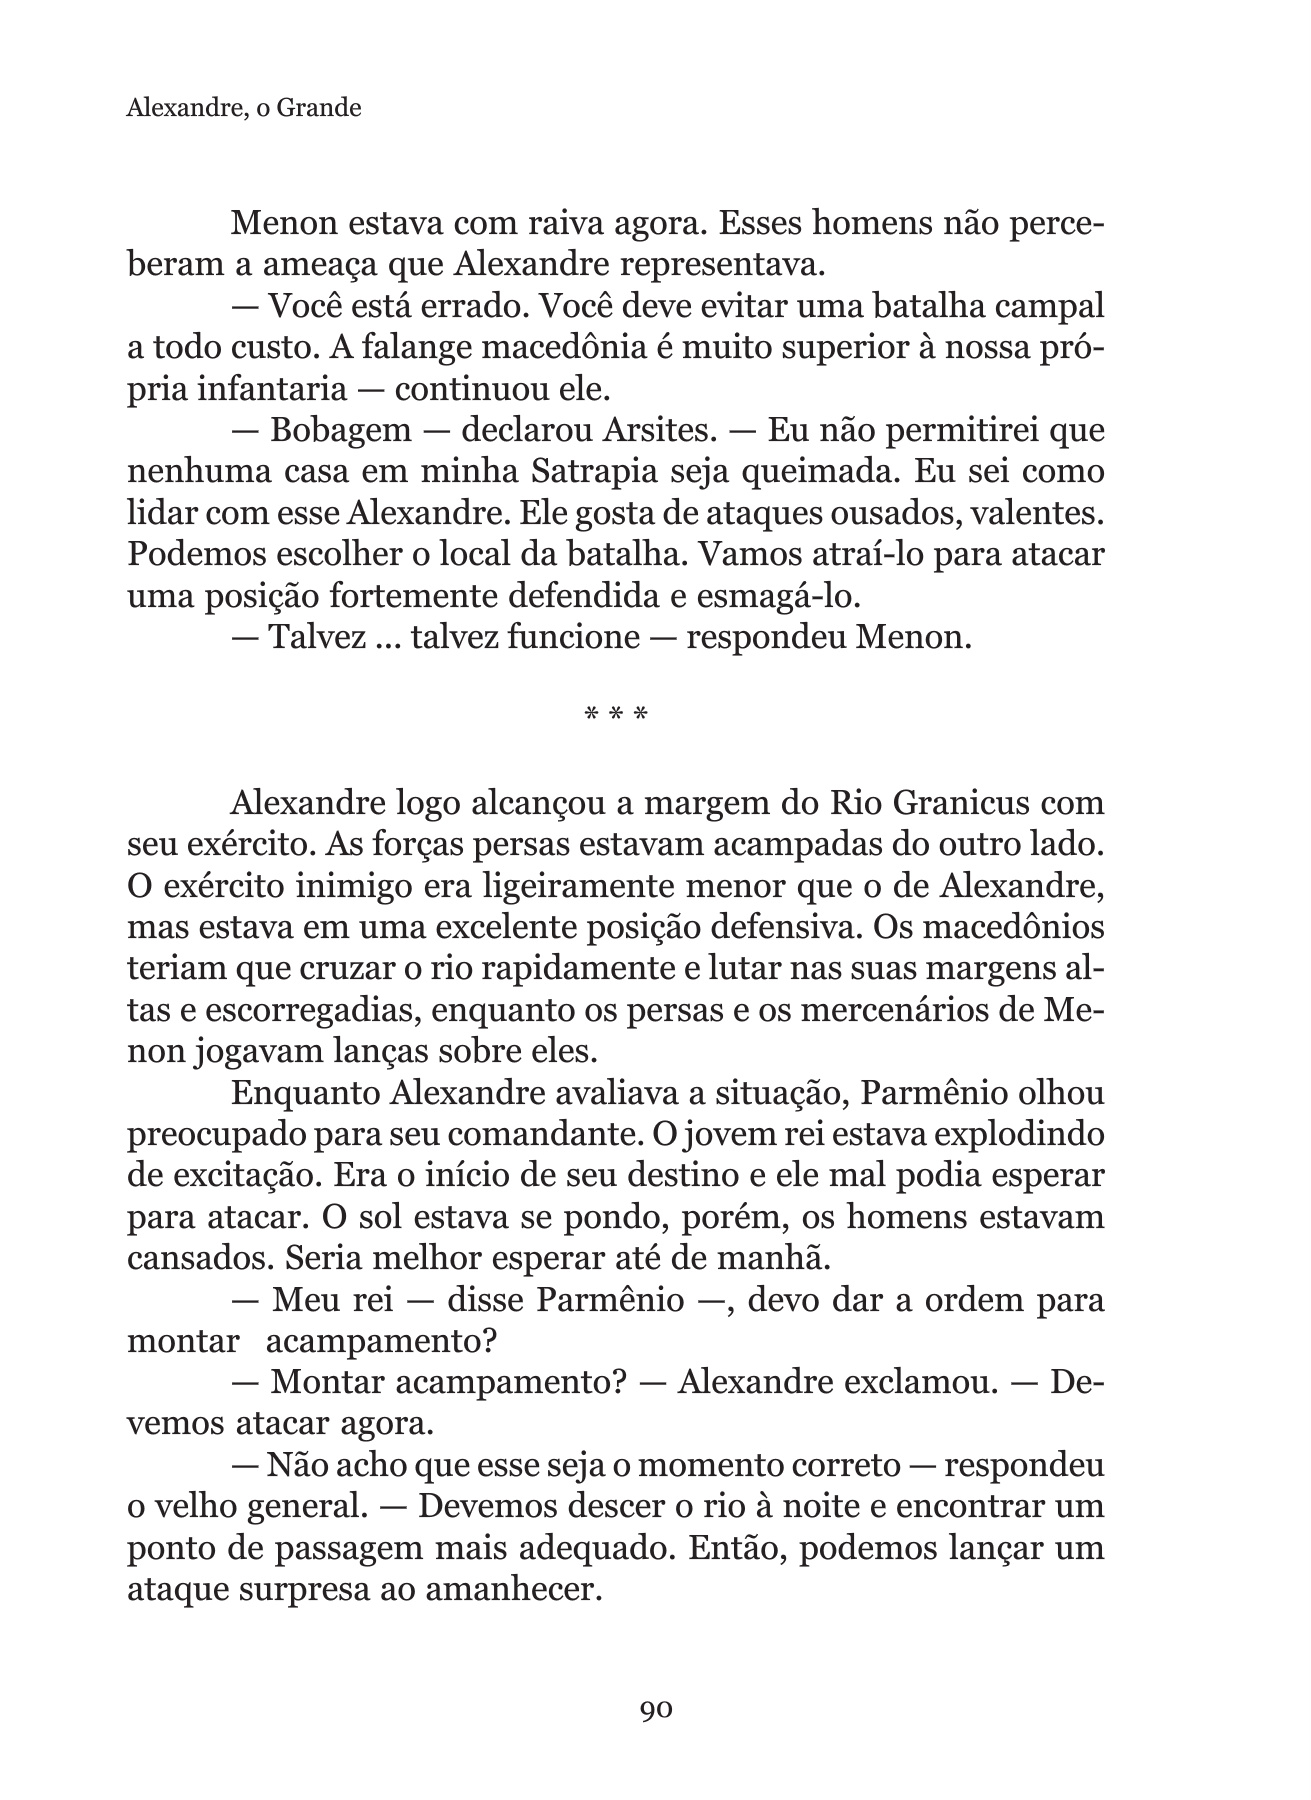 Alexandre, o Grande
Menon estava com raiva agora. Esses homens não perce-
beram a ameaça que Alexandre representava.
— Você está errado. Você deve evitar uma batalha campal
a todo custo. A falange macedônia é muito superior à nossa pró-
pria infantaria — continuou ele.
— Bobagem — declarou Arsites. — Eu não permitirei que
nenhuma casa em minha Satrapia seja queimada. Eu sei como
lidar com esse Alexandre. Ele gosta de ataques ousados, valentes.
Podemos escolher o local da batalha. Vamos atraí-lo para atacar
uma posição fortemente defendida e esmagá-lo.
— Talvez ... talvez funcione — respondeu Menon.
* * *
Alexandre logo alcançou a margem do Rio Granicus com
seu exército. As forças persas estavam acampadas do outro lado.
O exército inimigo era ligeiramente menor que o de Alexandre,
mas estava em uma excelente posição defensiva. Os macedônios
teriam que cruzar o rio rapidamente e lutar nas suas margens al-
tas e escorregadias, enquanto os persas e os mercenários de Me-
non jogavam lanças sobre eles.
Enquanto Alexandre avaliava a situação, Parmênio olhou
preocupado para seu comandante. O jovem rei estava explodindo
de excitação. Era o início de seu destino e ele mal podia esperar
para atacar. O sol estava se pondo, porém, os homens estavam
cansados. Seria melhor esperar até de manhã.
— Meu rei — disse Parmênio —, devo dar a ordem para
montar acampamento?
— Montar acampamento? — Alexandre exclamou. — De-
vemos atacar agora.
— Não acho que esse seja o momento correto — respondeu
o velho general. — Devemos descer o rio à noite e encontrar um
ponto de passagem mais adequado. Então, podemos lançar um
ataque surpresa ao amanhecer.
90